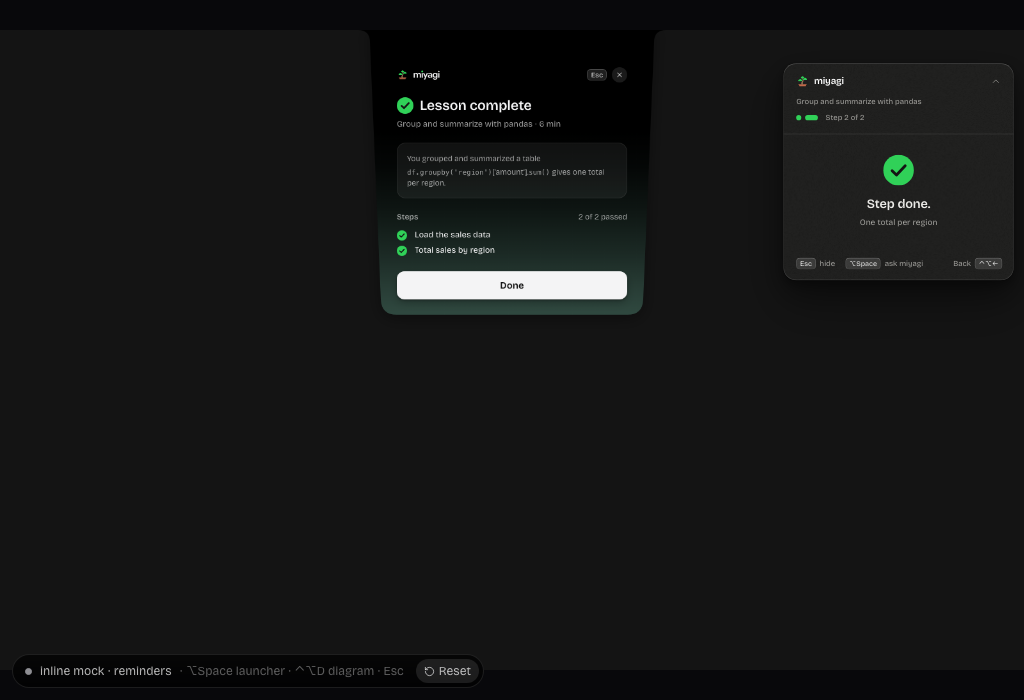 miyagi
Esc
Lesson complete
Group and summarize with pandas · 6 min
You grouped and summarized a table
df.groupby('region')['amount'].sum() gives one total
per region.
Steps
2 of 2 passed
Load the sales data
Total sales by region
Done
miyagi
Group and summarize with pandas
Step 2 of 2
Step done.
One total per region
Esc hide ⌥Space ask miyagi Back ^⌥←
inline mock · reminders · ⌥Space launcher · ^⌥D diagram · Esc Reset